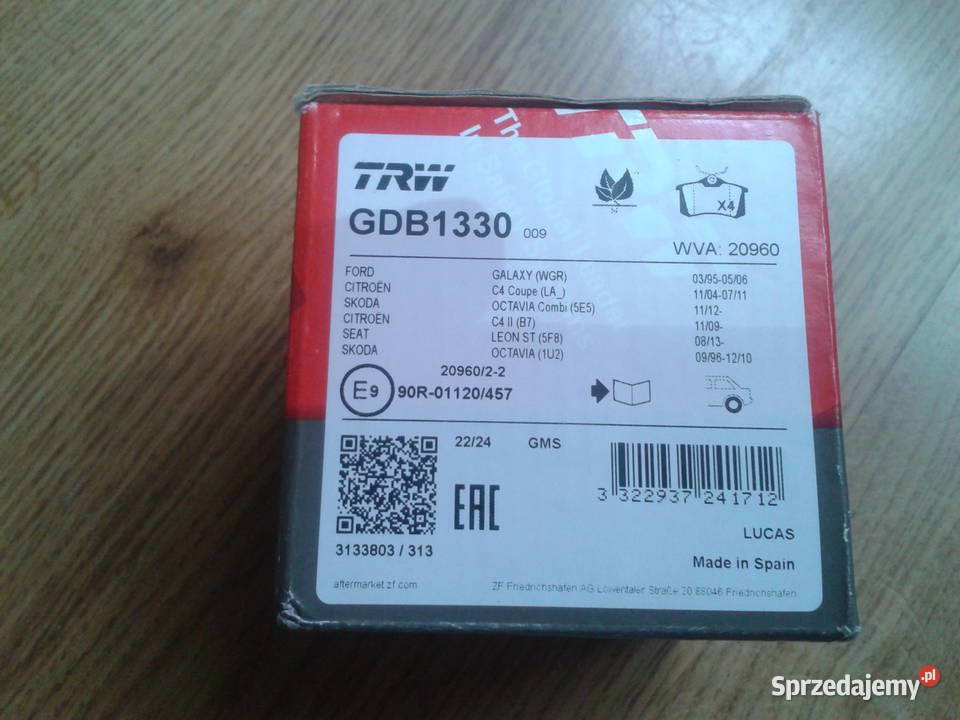 TRW
GDB1330 009
X4
WVA: 20960
FORD GALAXY (WGR) 03/95-05/06
CITROËN C4 Coupe (LA_) 11/04-07/11
SKODA OCTAVIA Combi (5E5) 11/12-
CITROËN C4 II (B7) 11/09-
SEAT LEON ST (5F8) 08/13-
SKODA OCTAVIA (1U2) 09/96-12/10
20960/2-2
E9 90R-01120/457
22/24 GMS
EAC
3 322937 241712
3133803 / 313
LUCAS
Made in Spain
aftermarket.zf.com
ZF Friedrichshafen AG Löwentaler Straße 20 88046 Friedrichshafen
Sprzedajemy.pl